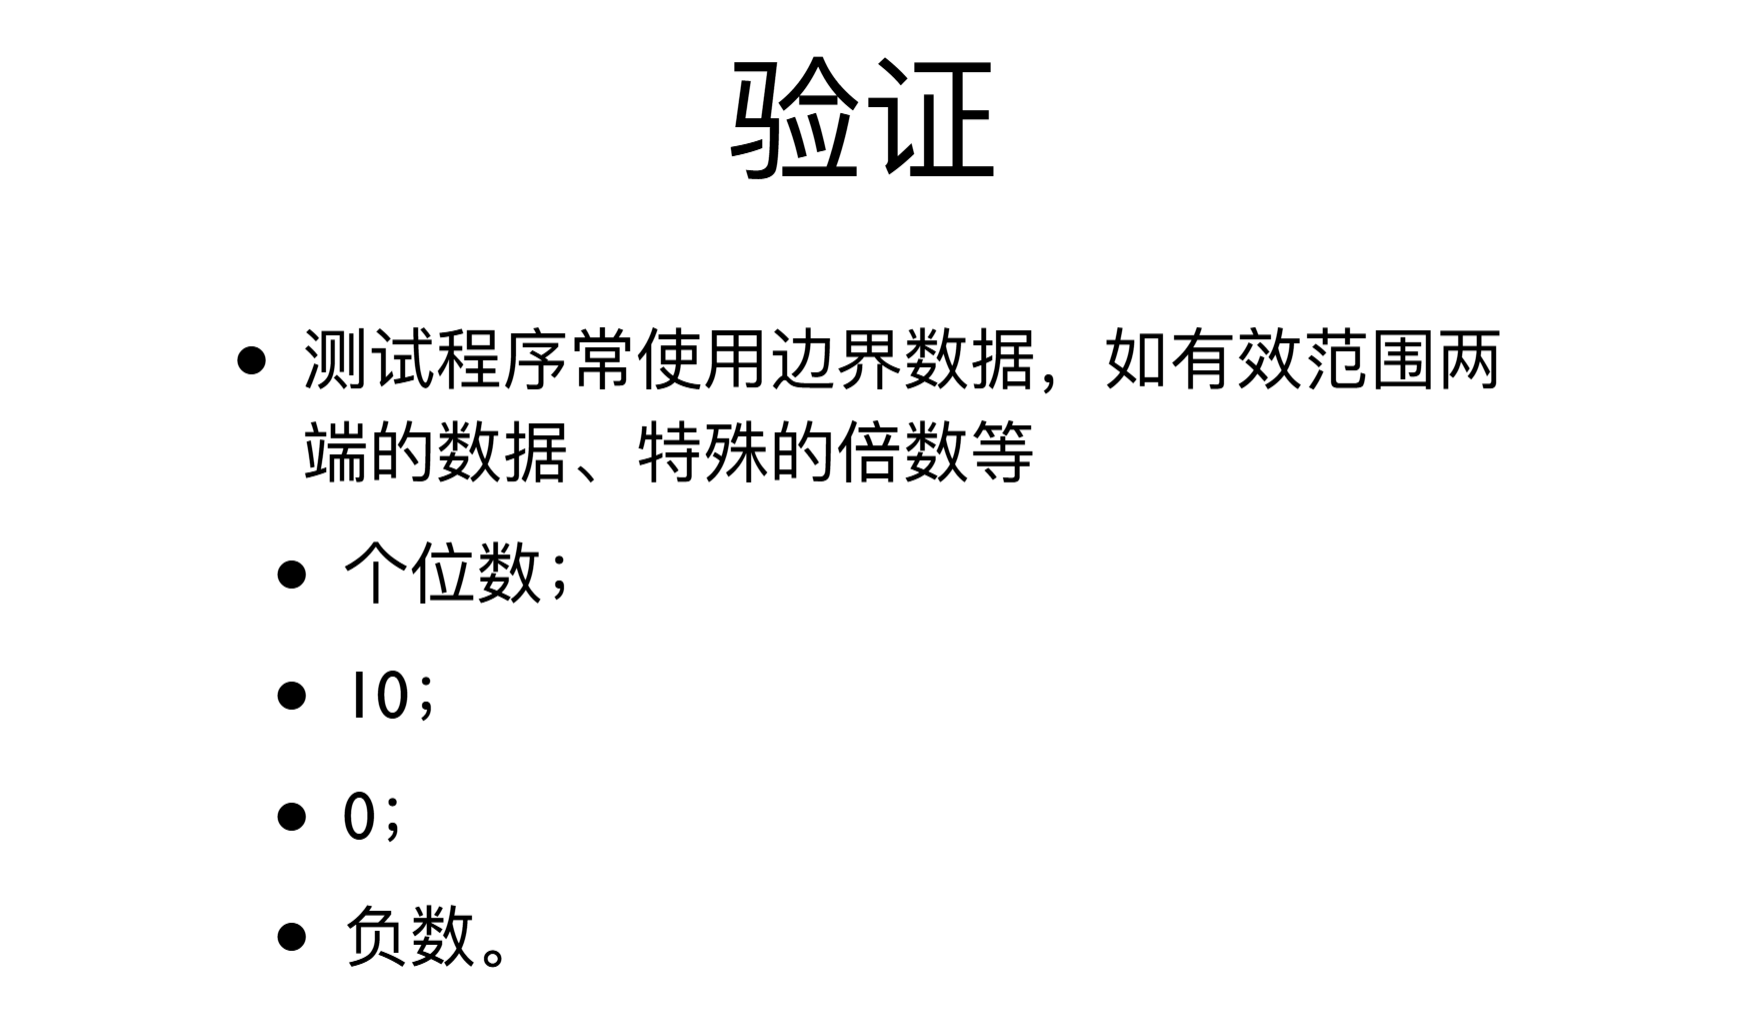 验证
• 测试程序常使用边界数据，如有效范围两
端的数据、特殊的倍数等
• 个位数；
• 10;
• 0;
• 负数。